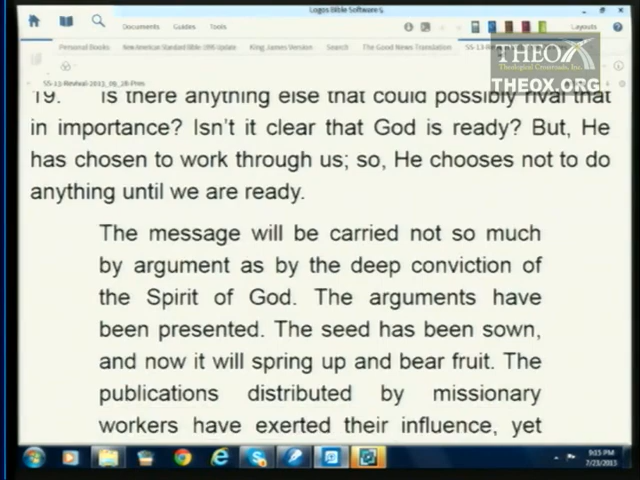 Logos Bible Software 5
Documents Guides Tools Layouts
Personal Books New American Standard Bible 1995 Update King James Version Search The Good News Translation
THEOX
Theological Crossroads, Inc.
THEOX.ORG
19. Is there anything else that could possibly rival that
in importance? Isn't it clear that God is ready? But, He
has chosen to work through us; so, He chooses not to do
anything until we are ready.
The message will be carried not so much
by argument as by the deep conviction of
the Spirit of God. The arguments have
been presented. The seed has been sown,
and now it will spring up and bear fruit. The
publications distributed by missionary
workers have exerted their influence, yet
9:15 PM
7/23/2013